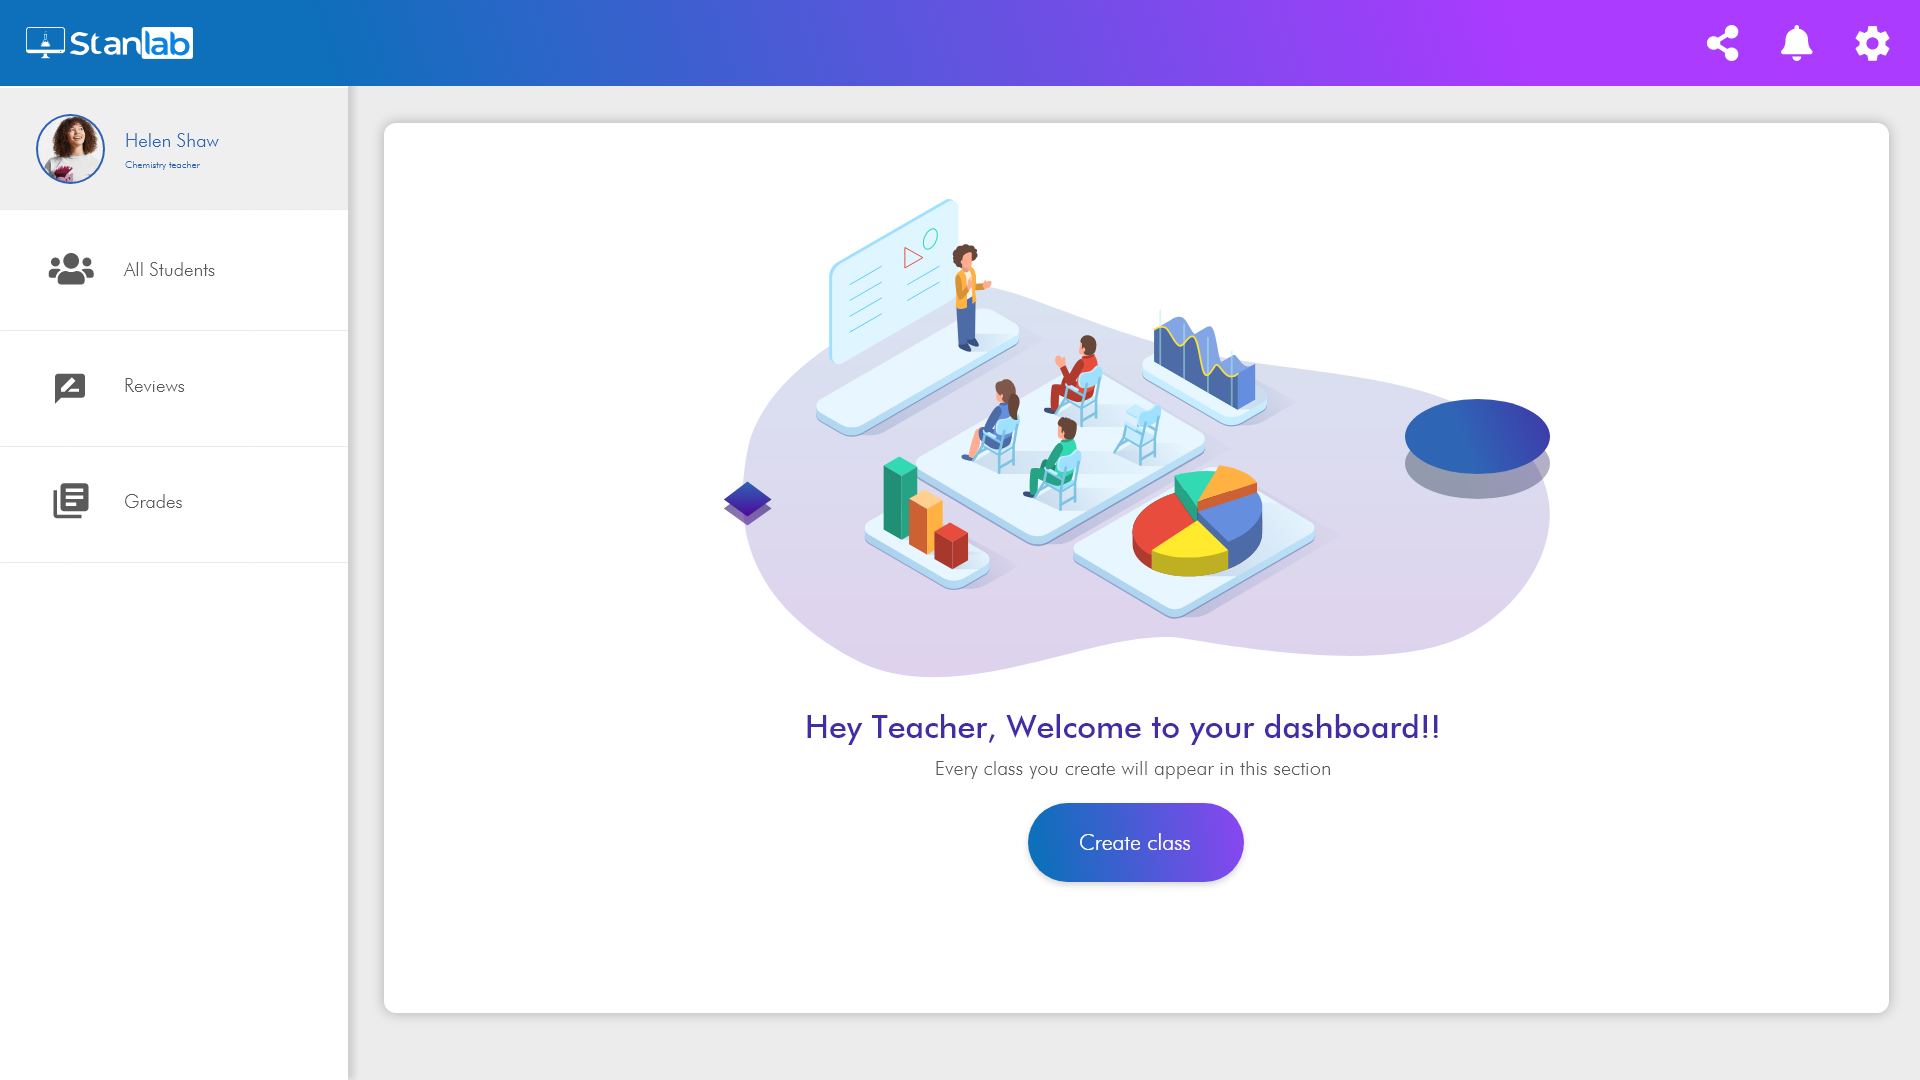 Stanlab
Helen Shaw
Chemistry teacher
All Students
Reviews
Grades
Hey Teacher, Welcome to your dashboard!!
Every class you create will appear in this section
Create class